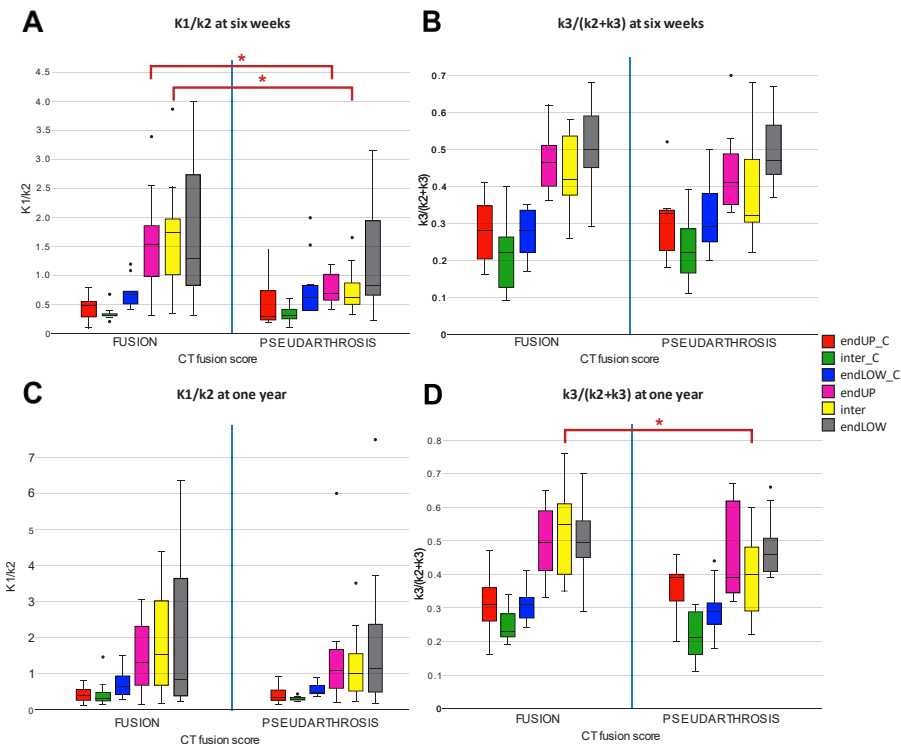 A
K1/k2 at six weeks
*
*
4.5
4.0
3.5
3.0
2.5
2.0
1.5
1.0
0.5
0
K1/k2
FUSION
PSEUDARTHROSIS
CT fusion score
B
k3/(k2+k3) at six weeks
0.7
0.6
0.5
0.4
0.3
0.2
0.1
0
k3/(k2+k3)
FUSION
PSEUDARTHROSIS
CT fusion score
endUP_C
inter_C
endLOW_C
endUP
inter
endLOW
C
K1/k2 at one year
7
6
5
4
3
2
1
0
K1/k2
FUSION
PSEUDARTHROSIS
CT fusion score
D
k3/(k2+k3) at one year
*
0.8
0.7
0.6
0.5
0.4
0.3
0.2
0.1
0
k3/(k2+k3)
FUSION
PSEUDARTHROSIS
CT fusion score